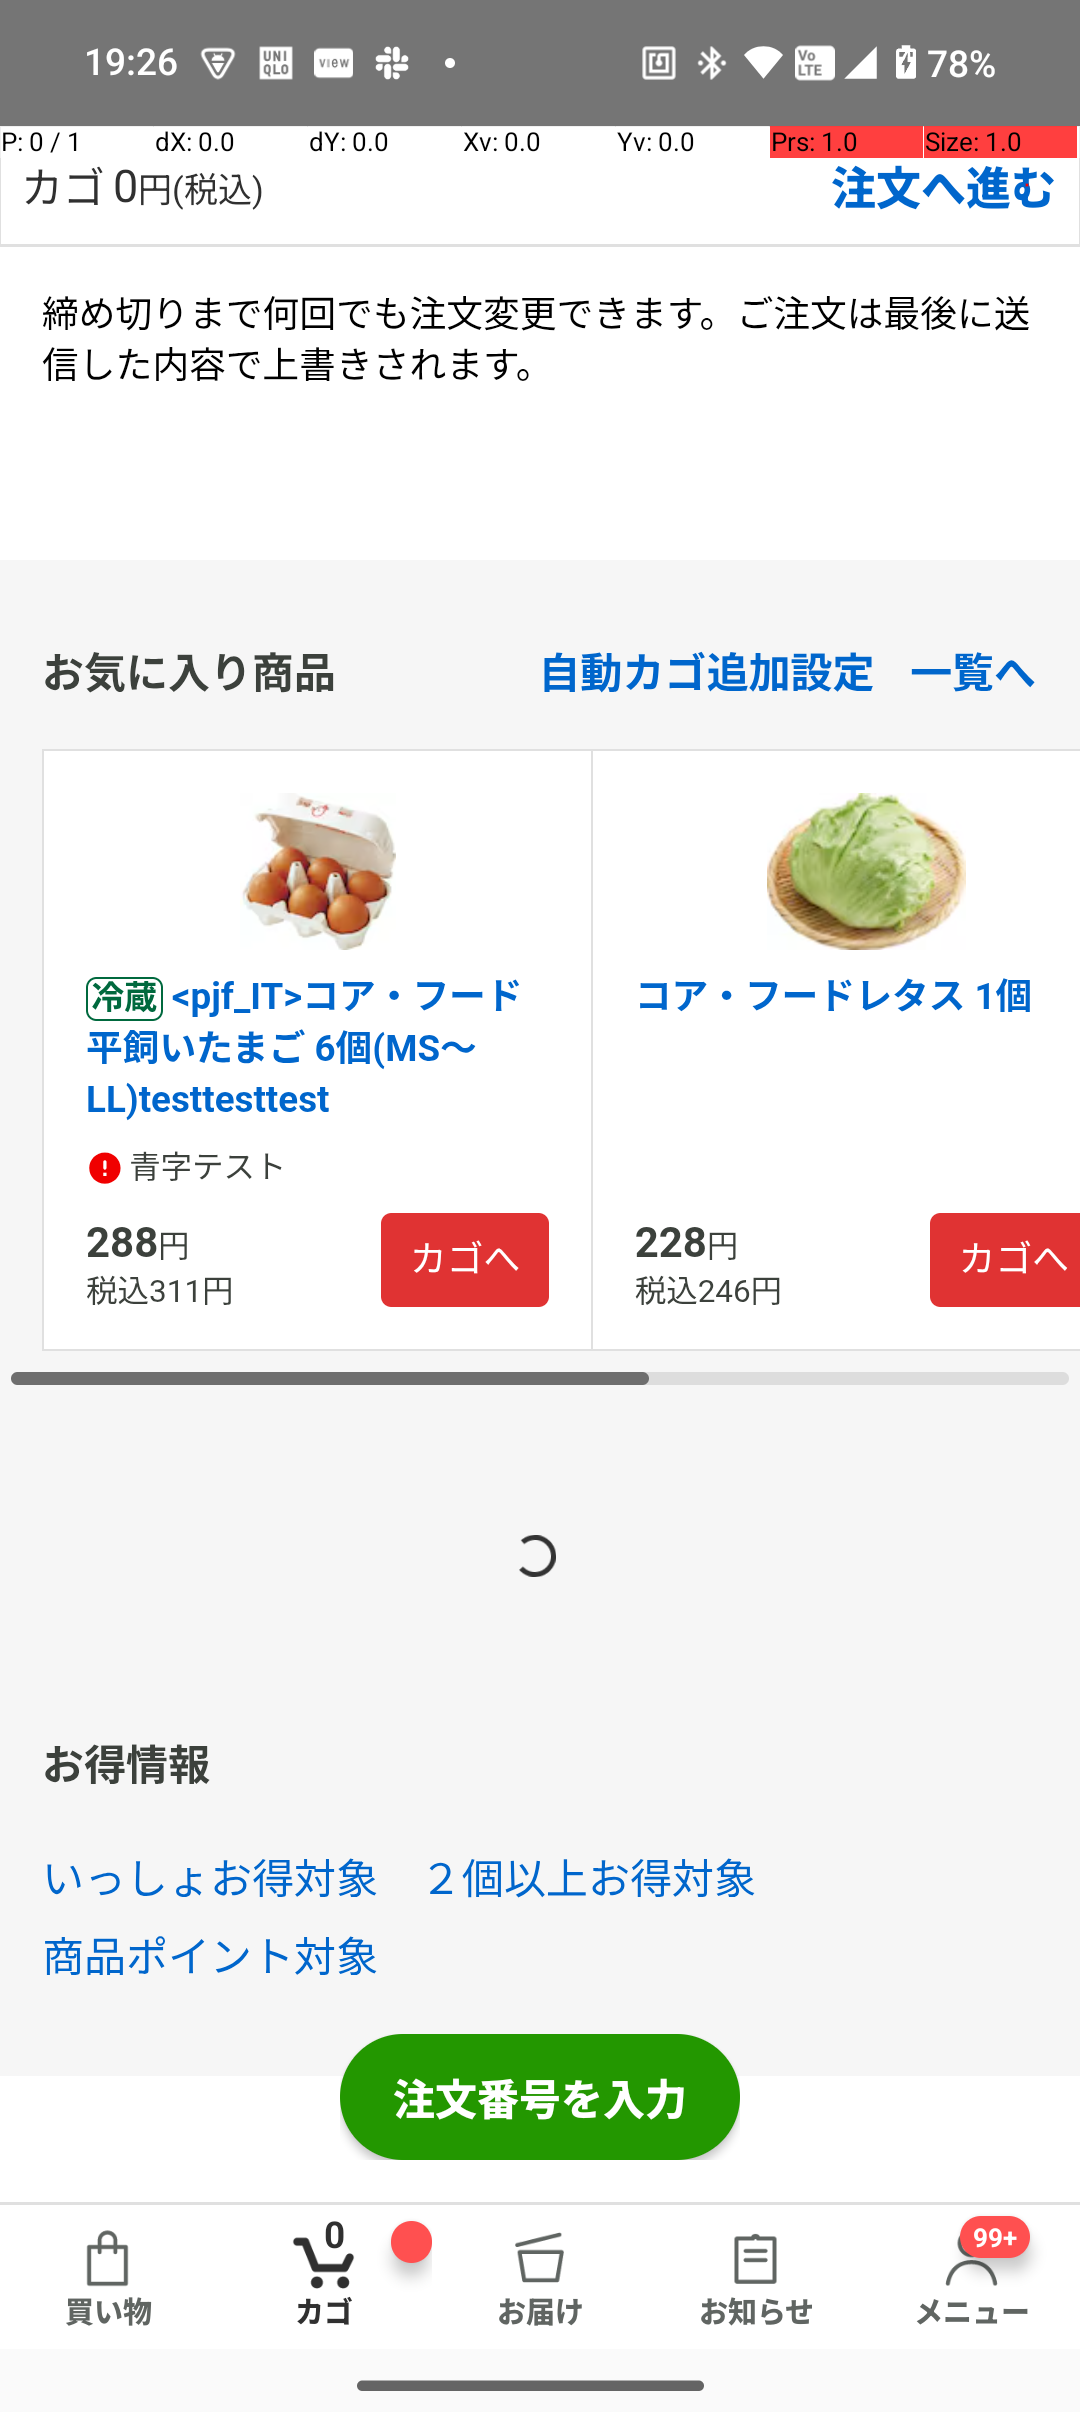 19:26 UNI QLO view Vo LTE 78%
P: 0 / 1 dX: 0.0 dY: 0.0 Xv: 0.0 Yv: 0.0 Prs: 1.0 Size: 1.0
カゴ 0円(税込) 注文へ進む
締め切りまで何回でも注文変更できます。ご注文は最後に送
信した内容で上書きされます。
お気に入り商品 自動カゴ追加設定 一覧へ
冷蔵 <pjf_IT>コア・フード
平飼いたまご 6個(MS〜
LL)testtesttest
青字テスト
288円
税込311円
カゴへ
コア・フードレタス 1個
228円
税込246円
カゴへ
お得情報
いっしょお得対象 ２個以上お得対象
商品ポイント対象
注文番号を入力
0 99+
買い物 カゴ お届け お知らせ メニュー